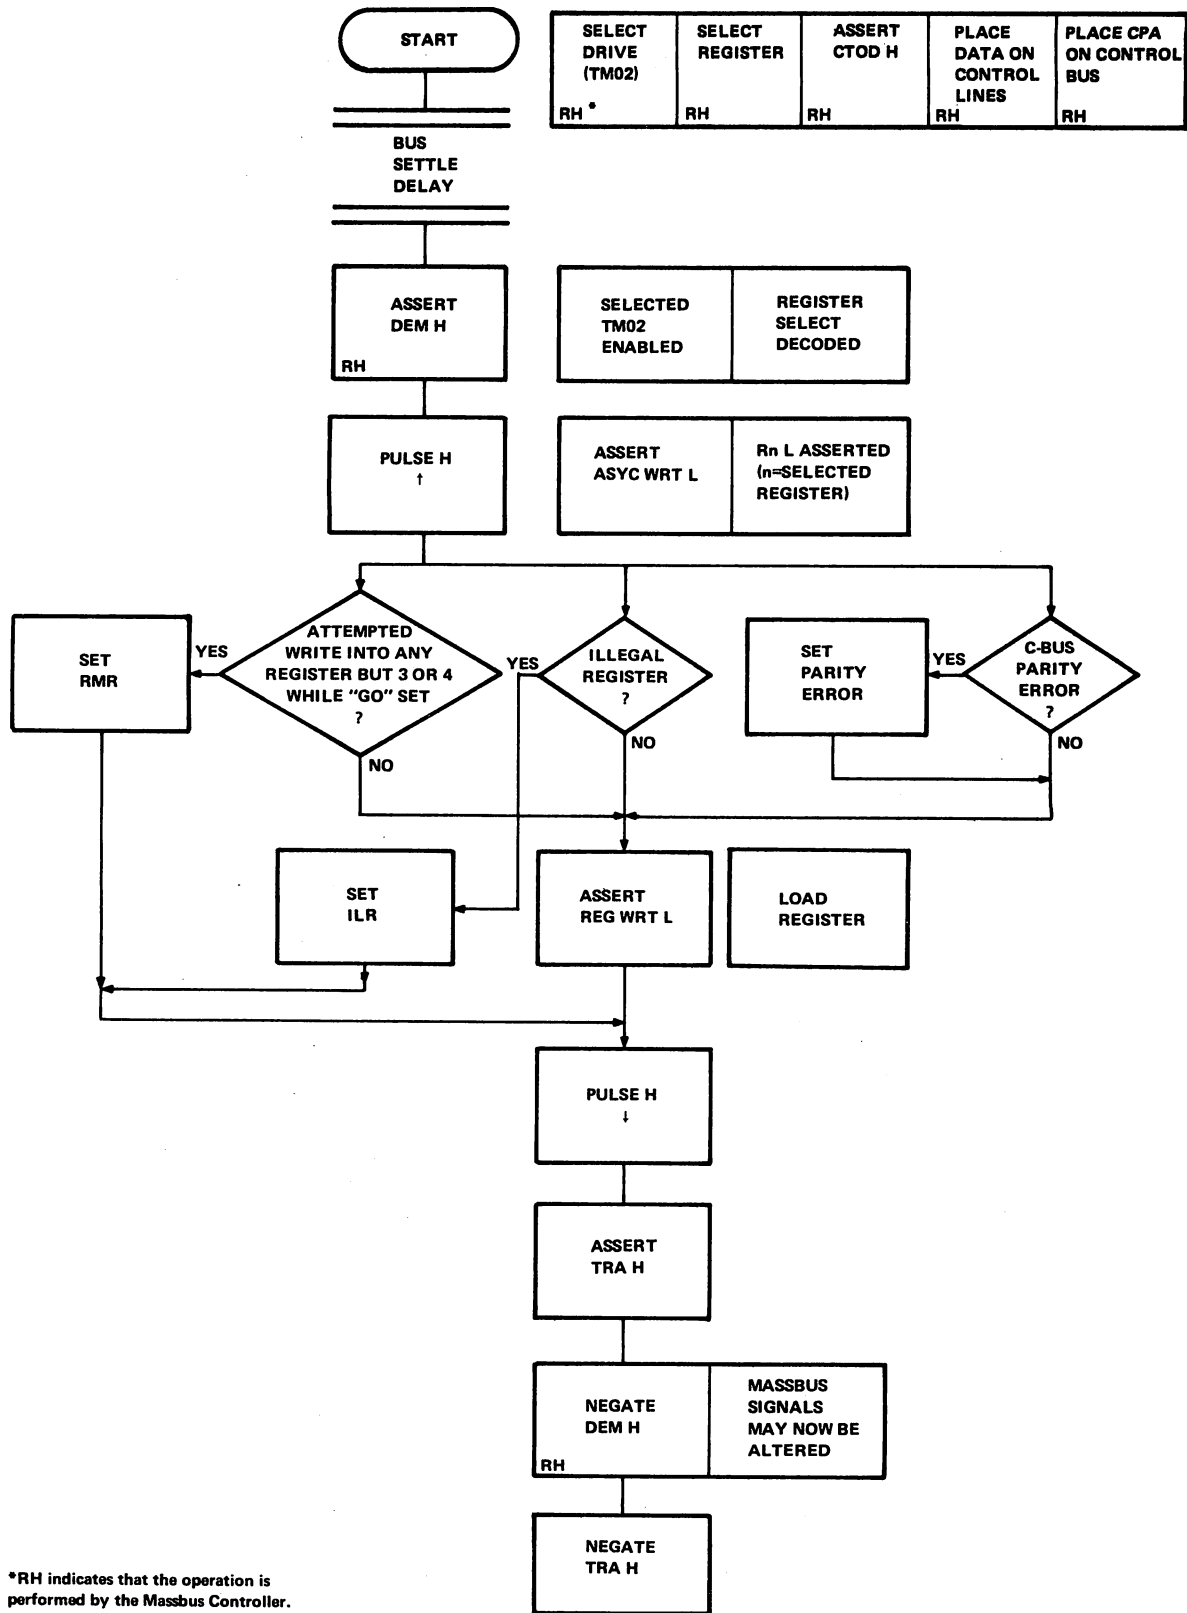 START
SELECT
DRIVE
(TM02)
RH *
SELECT
REGISTER
RH
ASSERT
CTOD H
RH
PLACE
DATA ON
CONTROL
LINES
RH
PLACE CPA
ON CONTROL
BUS
RH
BUS
SETTLE
DELAY
ASSERT
DEM H
RH
SELECTED
TM02
ENABLED
REGISTER
SELECT
DECODED
PULSE H
↑
ASSERT
ASYC WRT L
Rn L ASSERTED
(n=SELECTED
REGISTER)
SET
RMR
YES
ATTEMPTED
WRITE INTO ANY
REGISTER BUT 3 OR 4
WHILE "GO" SET
?
NO
YES
ILLEGAL
REGISTER
?
NO
SET
PARITY
ERROR
YES
C-BUS
PARITY
ERROR
?
NO
SET
ILR
ASSERT
REG WRT L
LOAD
REGISTER
PULSE H
↓
ASSERT
TRA H
NEGATE
DEM H
RH
MASSBUS
SIGNALS
MAY NOW BE
ALTERED
NEGATE
TRA H
*RH indicates that the operation is
performed by the Massbus Controller.